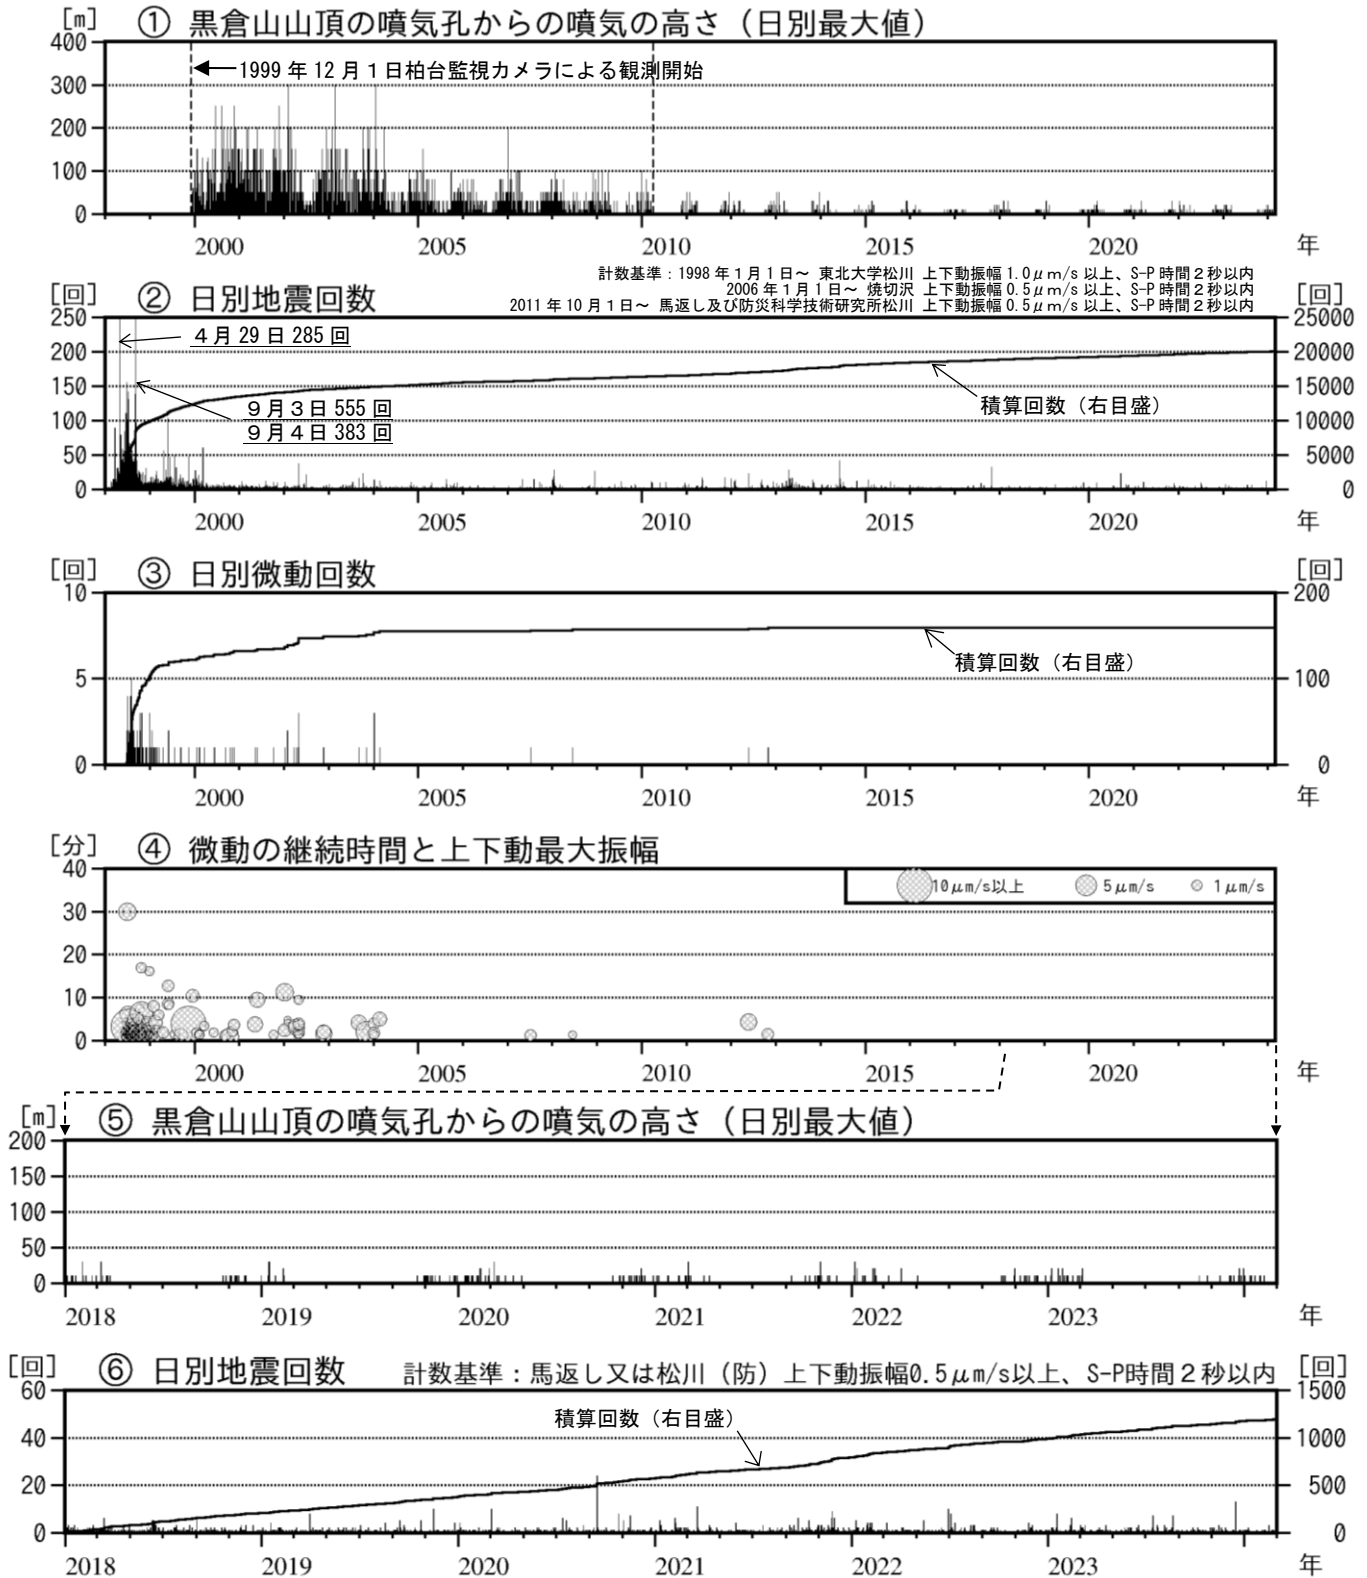 [m] ① 黒倉山山頂の噴気孔からの噴気の高さ（日別最大値）
400
300
200
100
0
1999 年 12 月 1 日柏台監視カメラによる観測開始
2000 2005 2010 2015 2020 年
計数基準：1998 年 1 月 1 日～ 東北大学松川 上下動振幅 1.0μm/s 以上、S-P 時間 2 秒以内
2006 年 1 月 1 日～ 焼切沢 上下動振幅 0.5μm/s 以上、S-P 時間 2 秒以内
2011 年 10 月 1 日～ 馬返し及び防災科学技術研究所松川 上下動振幅 0.5μm/s 以上、S-P 時間 2 秒以内
[回] ② 日別地震回数 [回]
250 25000
200 20000
150 15000
100 10000
50 5000
0 0
４月 29 日 285 回
９月３日 555 回
９月４日 383 回
積算回数（右目盛）
2000 2005 2010 2015 2020 年
[回] ③ 日別微動回数 [回]
10 200
5 100
0 0
積算回数（右目盛）
2000 2005 2010 2015 2020 年
[分] ④ 微動の継続時間と上下動最大振幅
40
30
20
10
0
10μm/s以上 5μm/s 1μm/s
2000 2005 2010 2015 2020 年
[m] ⑤ 黒倉山山頂の噴気孔からの噴気の高さ（日別最大値）
200
150
100
50
0
2018 2019 2020 2021 2022 2023 年
[回] ⑥ 日別地震回数 計数基準：馬返し又は松川（防）上下動振幅0.5μm/s以上、S-P時間２秒以内 [回]
60 1500
40 1000
20 500
0 0
積算回数（右目盛）
2018 2019 2020 2021 2022 2023 年